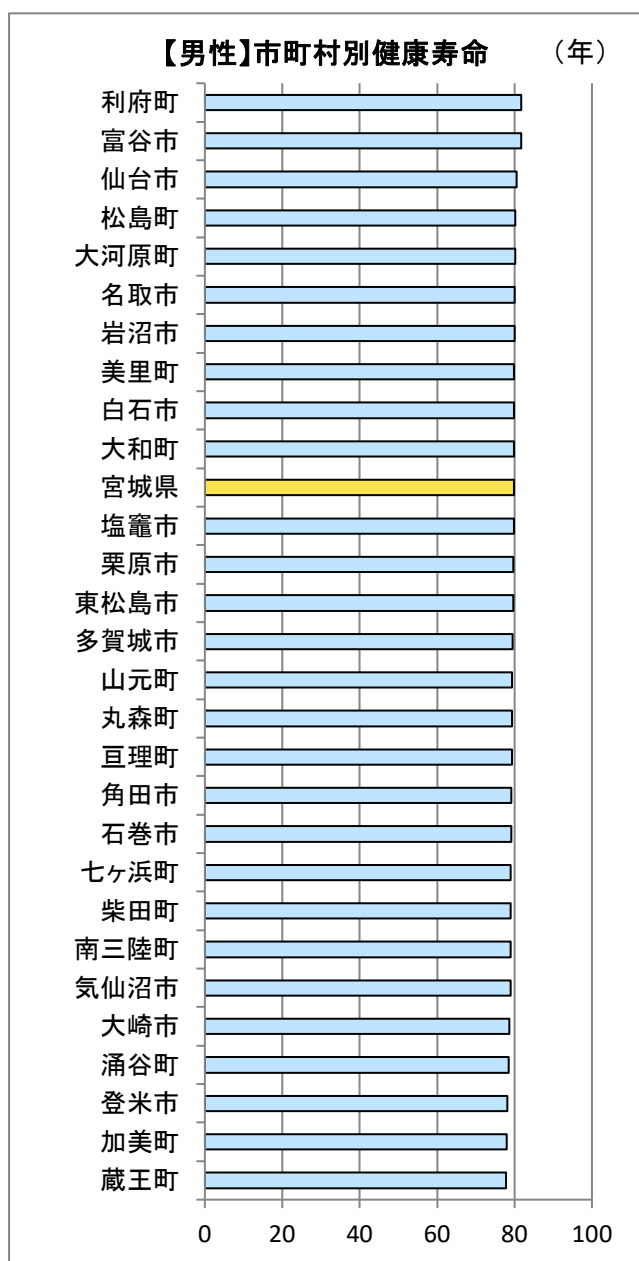 【男性】市町村別健康寿命 （年）
利府町
富谷市
仙台市
松島町
大河原町
名取市
岩沼市
美里町
白石市
大和町
宮城県
塩竈市
栗原市
東松島市
多賀城市
山元町
丸森町
亘理町
角田市
石巻市
七ヶ浜町
柴田町
南三陸町
気仙沼市
大崎市
涌谷町
登米市
加美町
蔵王町
0 20 40 60 80 100